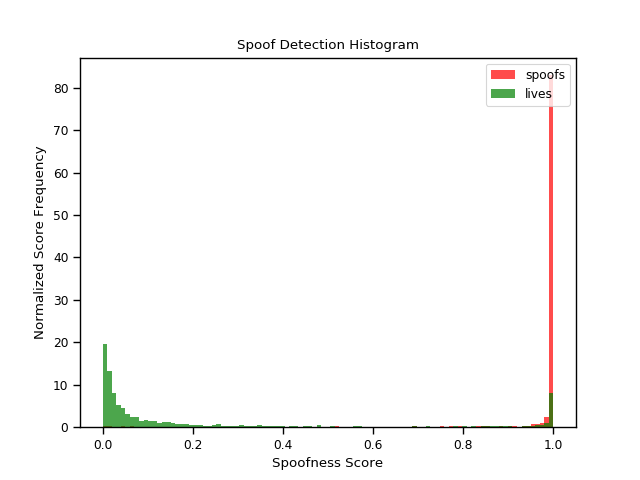 Spoof Detection Histogram
spoofs
lives
Normalized Score Frequency
80
70
60
50
40
30
20
10
0
0.0 0.2 0.4 0.6 0.8 1.0
Spoofness Score